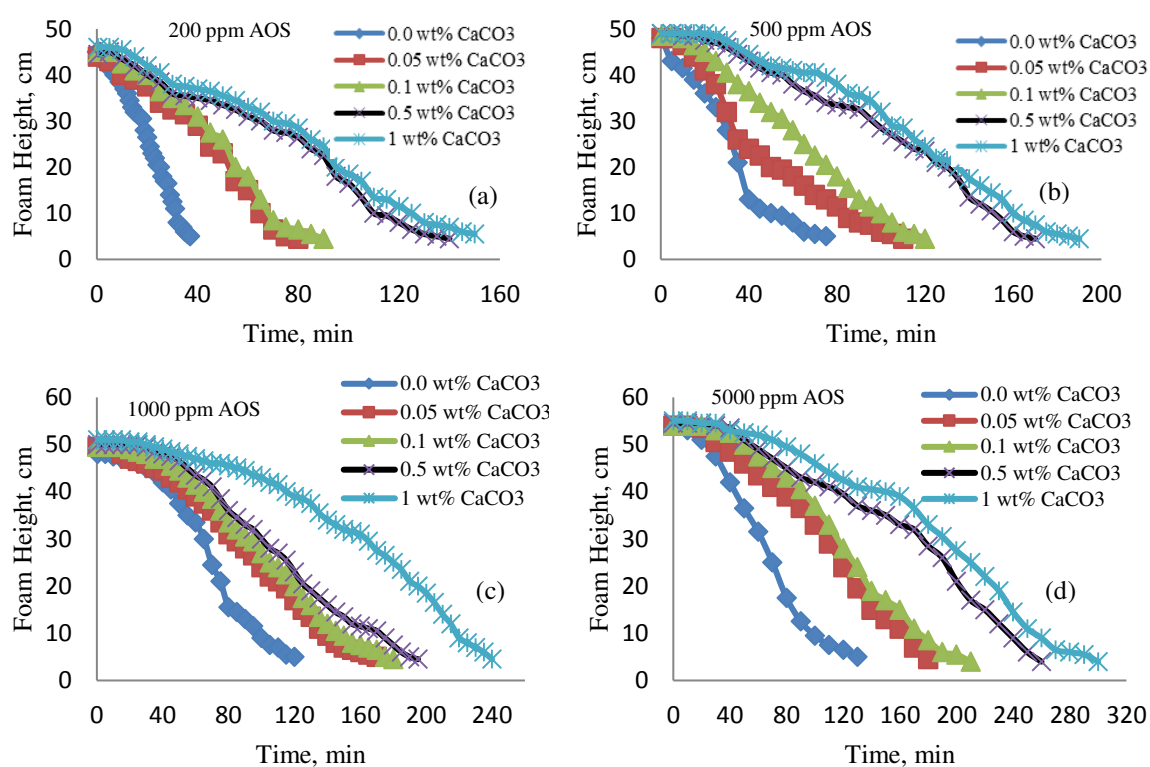 200 ppm AOS
0.0 wt% CaCO3
0.05 wt% CaCO3
0.1 wt% CaCO3
0.5 wt% CaCO3
1 wt% CaCO3
(a)
Foam Height, cm
50
40
30
20
10
0
0 40 80 120 160
Time, min
500 ppm AOS
0.0 wt% CaCO3
0.05 wt% CaCO3
0.1 wt% CaCO3
0.5 wt% CaCO3
1 wt% CaCO3
(b)
Foam Height, cm
50
40
30
20
10
0
0 40 80 120 160 200
Time, min
1000 ppm AOS
0.0 wt% CaCO3
0.05 wt% CaCO3
0.1 wt% CaCO3
0.5 wt% CaCO3
1 wt% CaCO3
(c)
Foam Height, cm
60
50
40
30
20
10
0
0 40 80 120 160 200 240
Time, min
5000 ppm AOS
0.0 wt% CaCO3
0.05 wt% CaCO3
0.1 wt% CaCO3
0.5 wt% CaCO3
1 wt% CaCO3
(d)
Foam Height, cm
60
50
40
30
20
10
0
0 40 80 120 160 200 240 280 320
Time, min